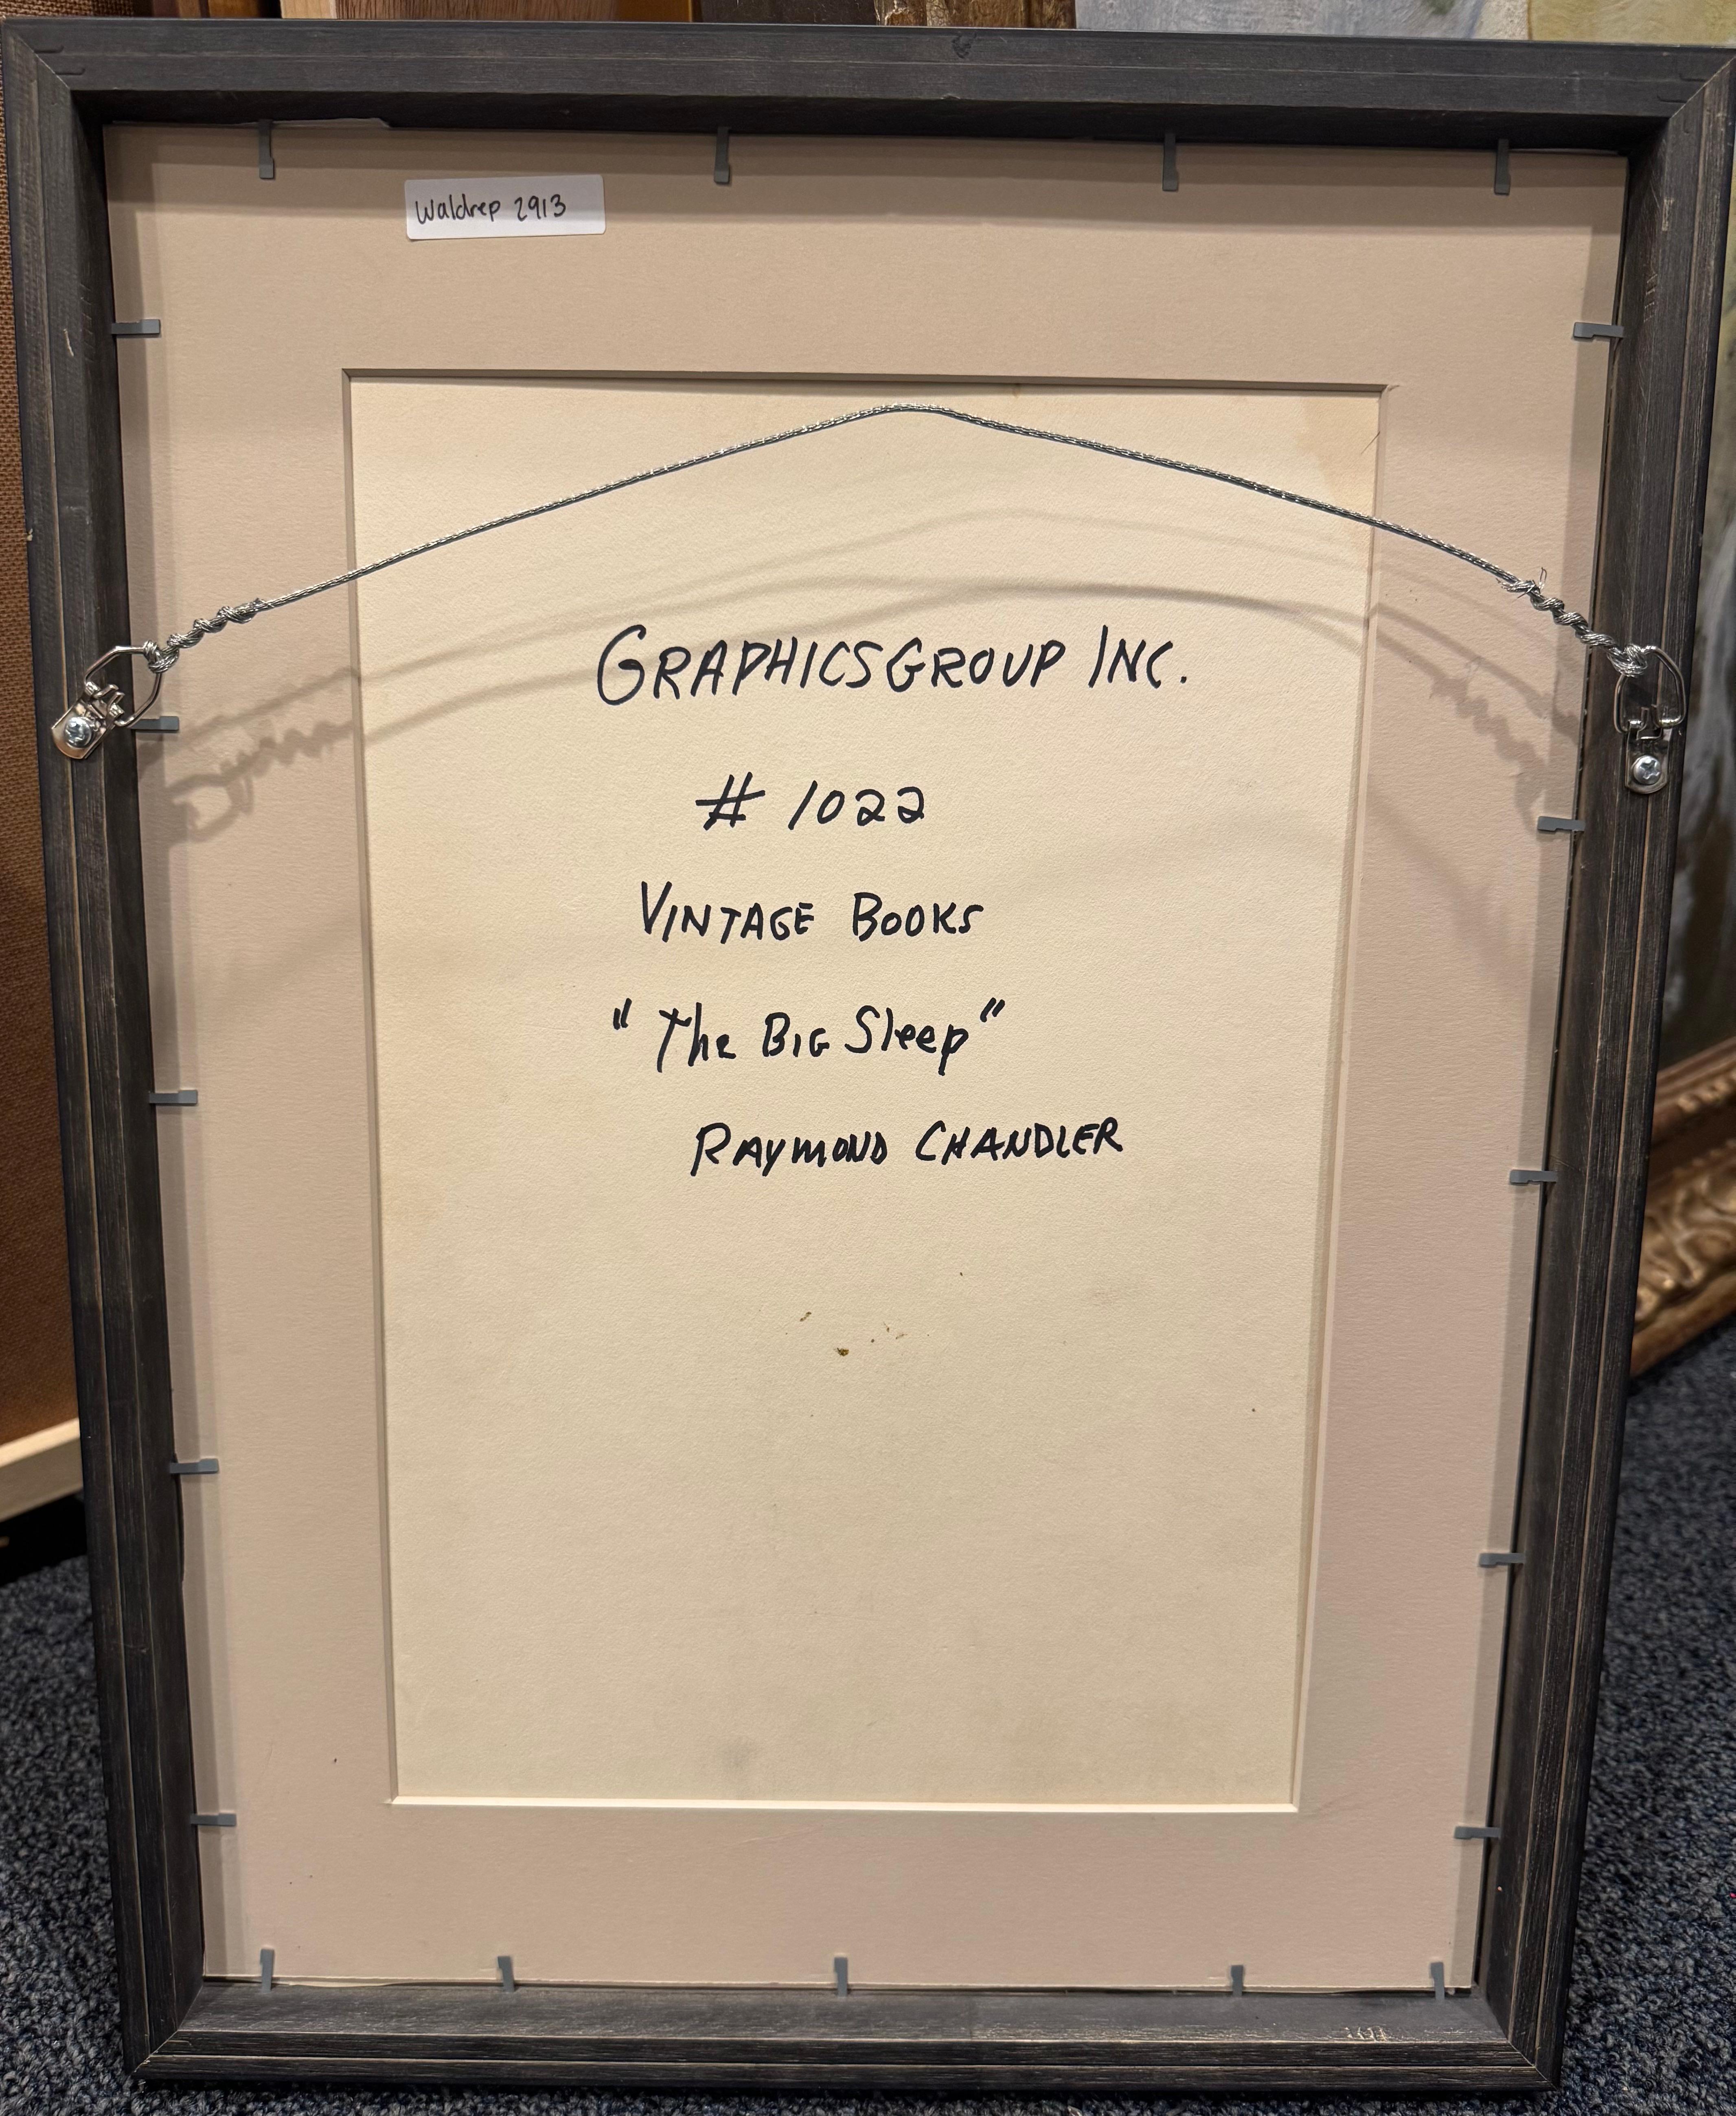 Waldrep 2913
GRAPHICSGROUP INC.
# 1022
VINTAGE BOOKS
"The BIG Sleep"
RAYMOND CHANDLER